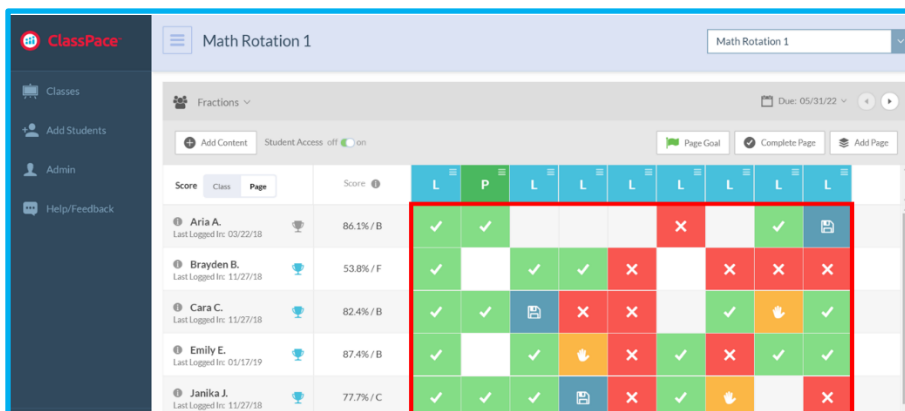 ClassPace
Math Rotation 1
Math Rotation 1
Classes
Add Students
Admin
Help/Feedback
Fractions
Due: 05/31/22
Add Content
Student Access off on
Page Goal
Complete Page
Add Page
Score Class Page
Score
L P L L L L L L L
Aria A.
Last Logged In: 03/22/18
86.1% / B
Brayden B.
Last Logged In: 11/27/18
53.8% / F
Cara C.
Last Logged In: 11/27/18
82.4% / B
Emily E.
Last Logged In: 01/17/19
87.4% / B
Janika J.
Last Logged In: 11/27/18
77.7% / C